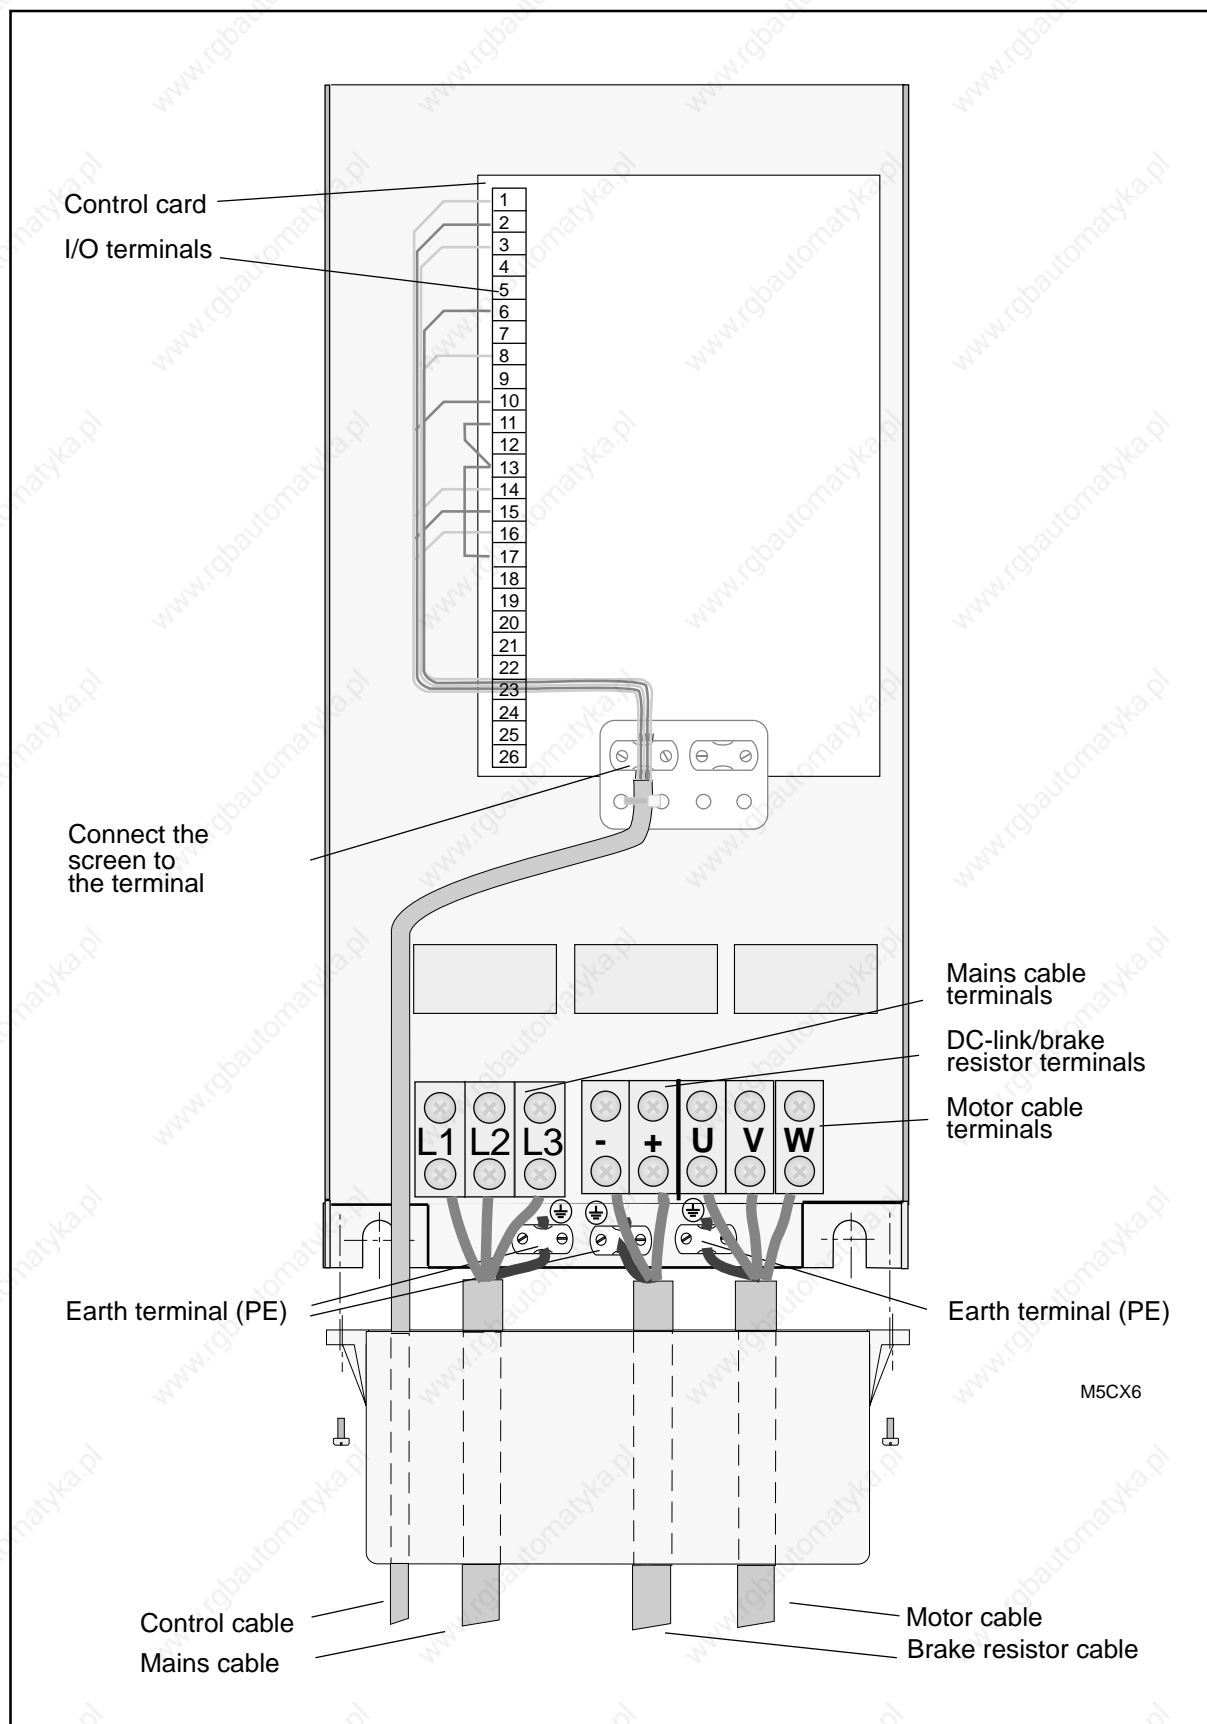 Control card
I/O terminals
1
2
3
4
5
6
7
8
9
10
11
12
13
14
15
16
17
18
19
20
21
22
23
24
25
26
Connect the
screen to
the terminal
Mains cable
terminals
DC-link/brake
resistor terminals
Motor cable
terminals
L1 L2 L3 - + U V W
Earth terminal (PE)
Earth terminal (PE)
M5CX6
Control cable
Mains cable
Motor cable
Brake resistor cable
www.rgbautomatyka.pl